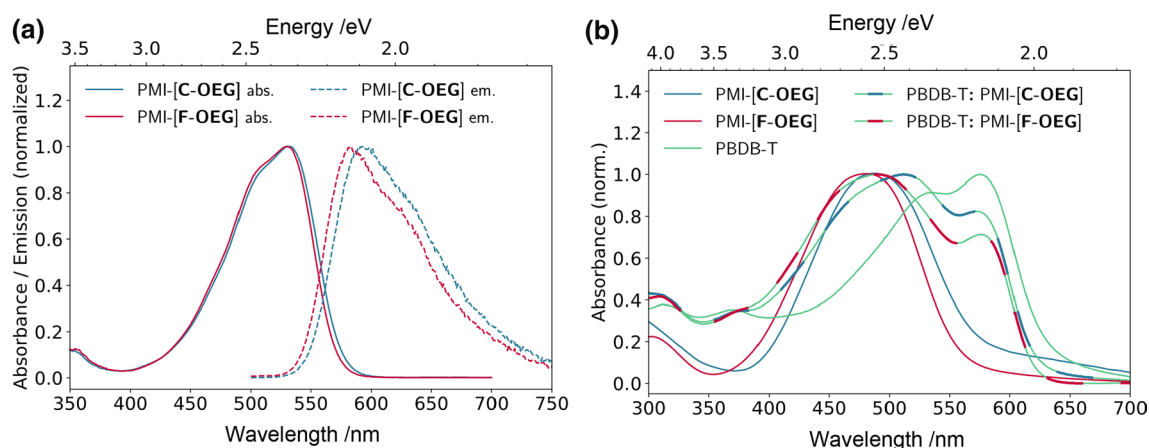 (a)
Energy /eV
3.5 3.0 2.5 2.0
PMI-[C-OEG] abs.
PMI-[F-OEG] abs.
PMI-[C-OEG] em.
PMI-[F-OEG] em.
Absorbance / Emission (normalized)
1.2
1.0
0.8
0.6
0.4
0.2
0.0
350 400 450 500 550 600 650 700 750
Wavelength /nm
(b)
Energy /eV
4.0 3.5 3.0 2.5 2.0
PMI-[C-OEG]
PMI-[F-OEG]
PBDB-T
PBDB-T: PMI-[C-OEG]
PBDB-T: PMI-[F-OEG]
Absorbance (norm.)
1.4
1.2
1.0
0.8
0.6
0.4
0.2
0.0
300 350 400 450 500 550 600 650 700
Wavelength /nm